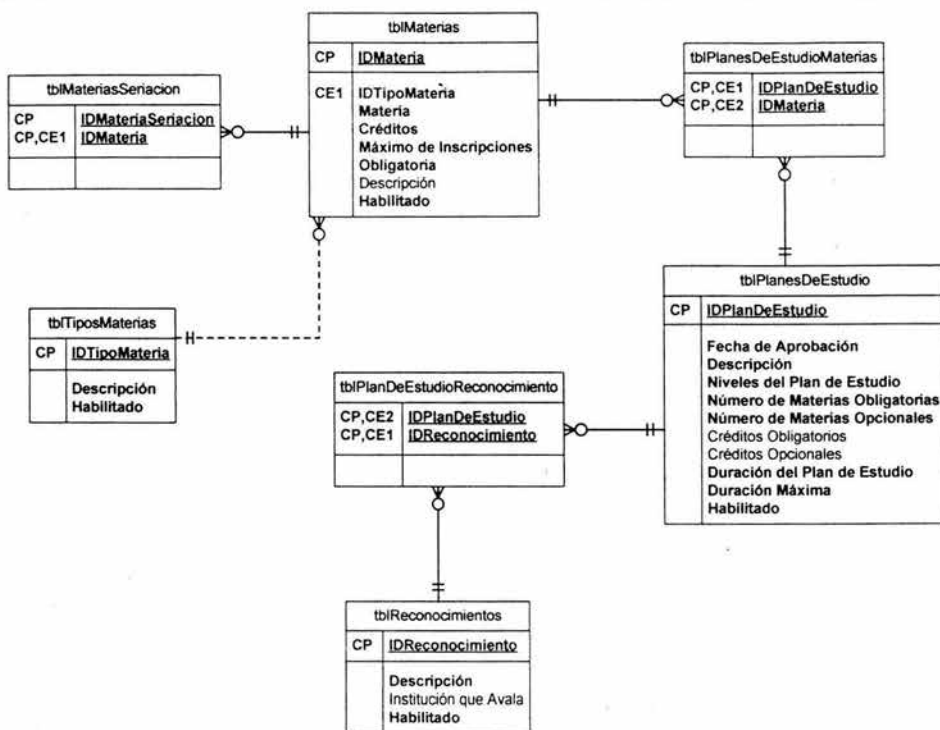 tblMaterias
CP IDMateria
CE1 IDTipoMateria
Materia
Créditos
Máximo de Inscripciones
Obligatoria
Descripción
Habilitado
tblPlanesDeEstudioMaterias
CP,CE1 IDPlanDeEstudio
CP,CE2 IDMateria
tblMateriasSeriacion
CP IDMateriaSeriacion
CP,CE1 IDMateria
tblPlanesDeEstudio
CP IDPlanDeEstudio
Fecha de Aprobación
Descripción
Niveles del Plan de Estudio
Número de Materias Obligatorias
Número de Materias Opcionales
Créditos Obligatorios
Créditos Opcionales
Duración del Plan de Estudio
Duración Máxima
Habilitado
tblTiposMaterias
CP IDTipoMateria
Descripción
Habilitado
tblPlanDeEstudioReconocimiento
CP,CE2 IDPlanDeEstudio
CP,CE1 IDReconocimiento
tblReconocimientos
CP IDReconocimiento
Descripción
Institución que Avala
Habilitado